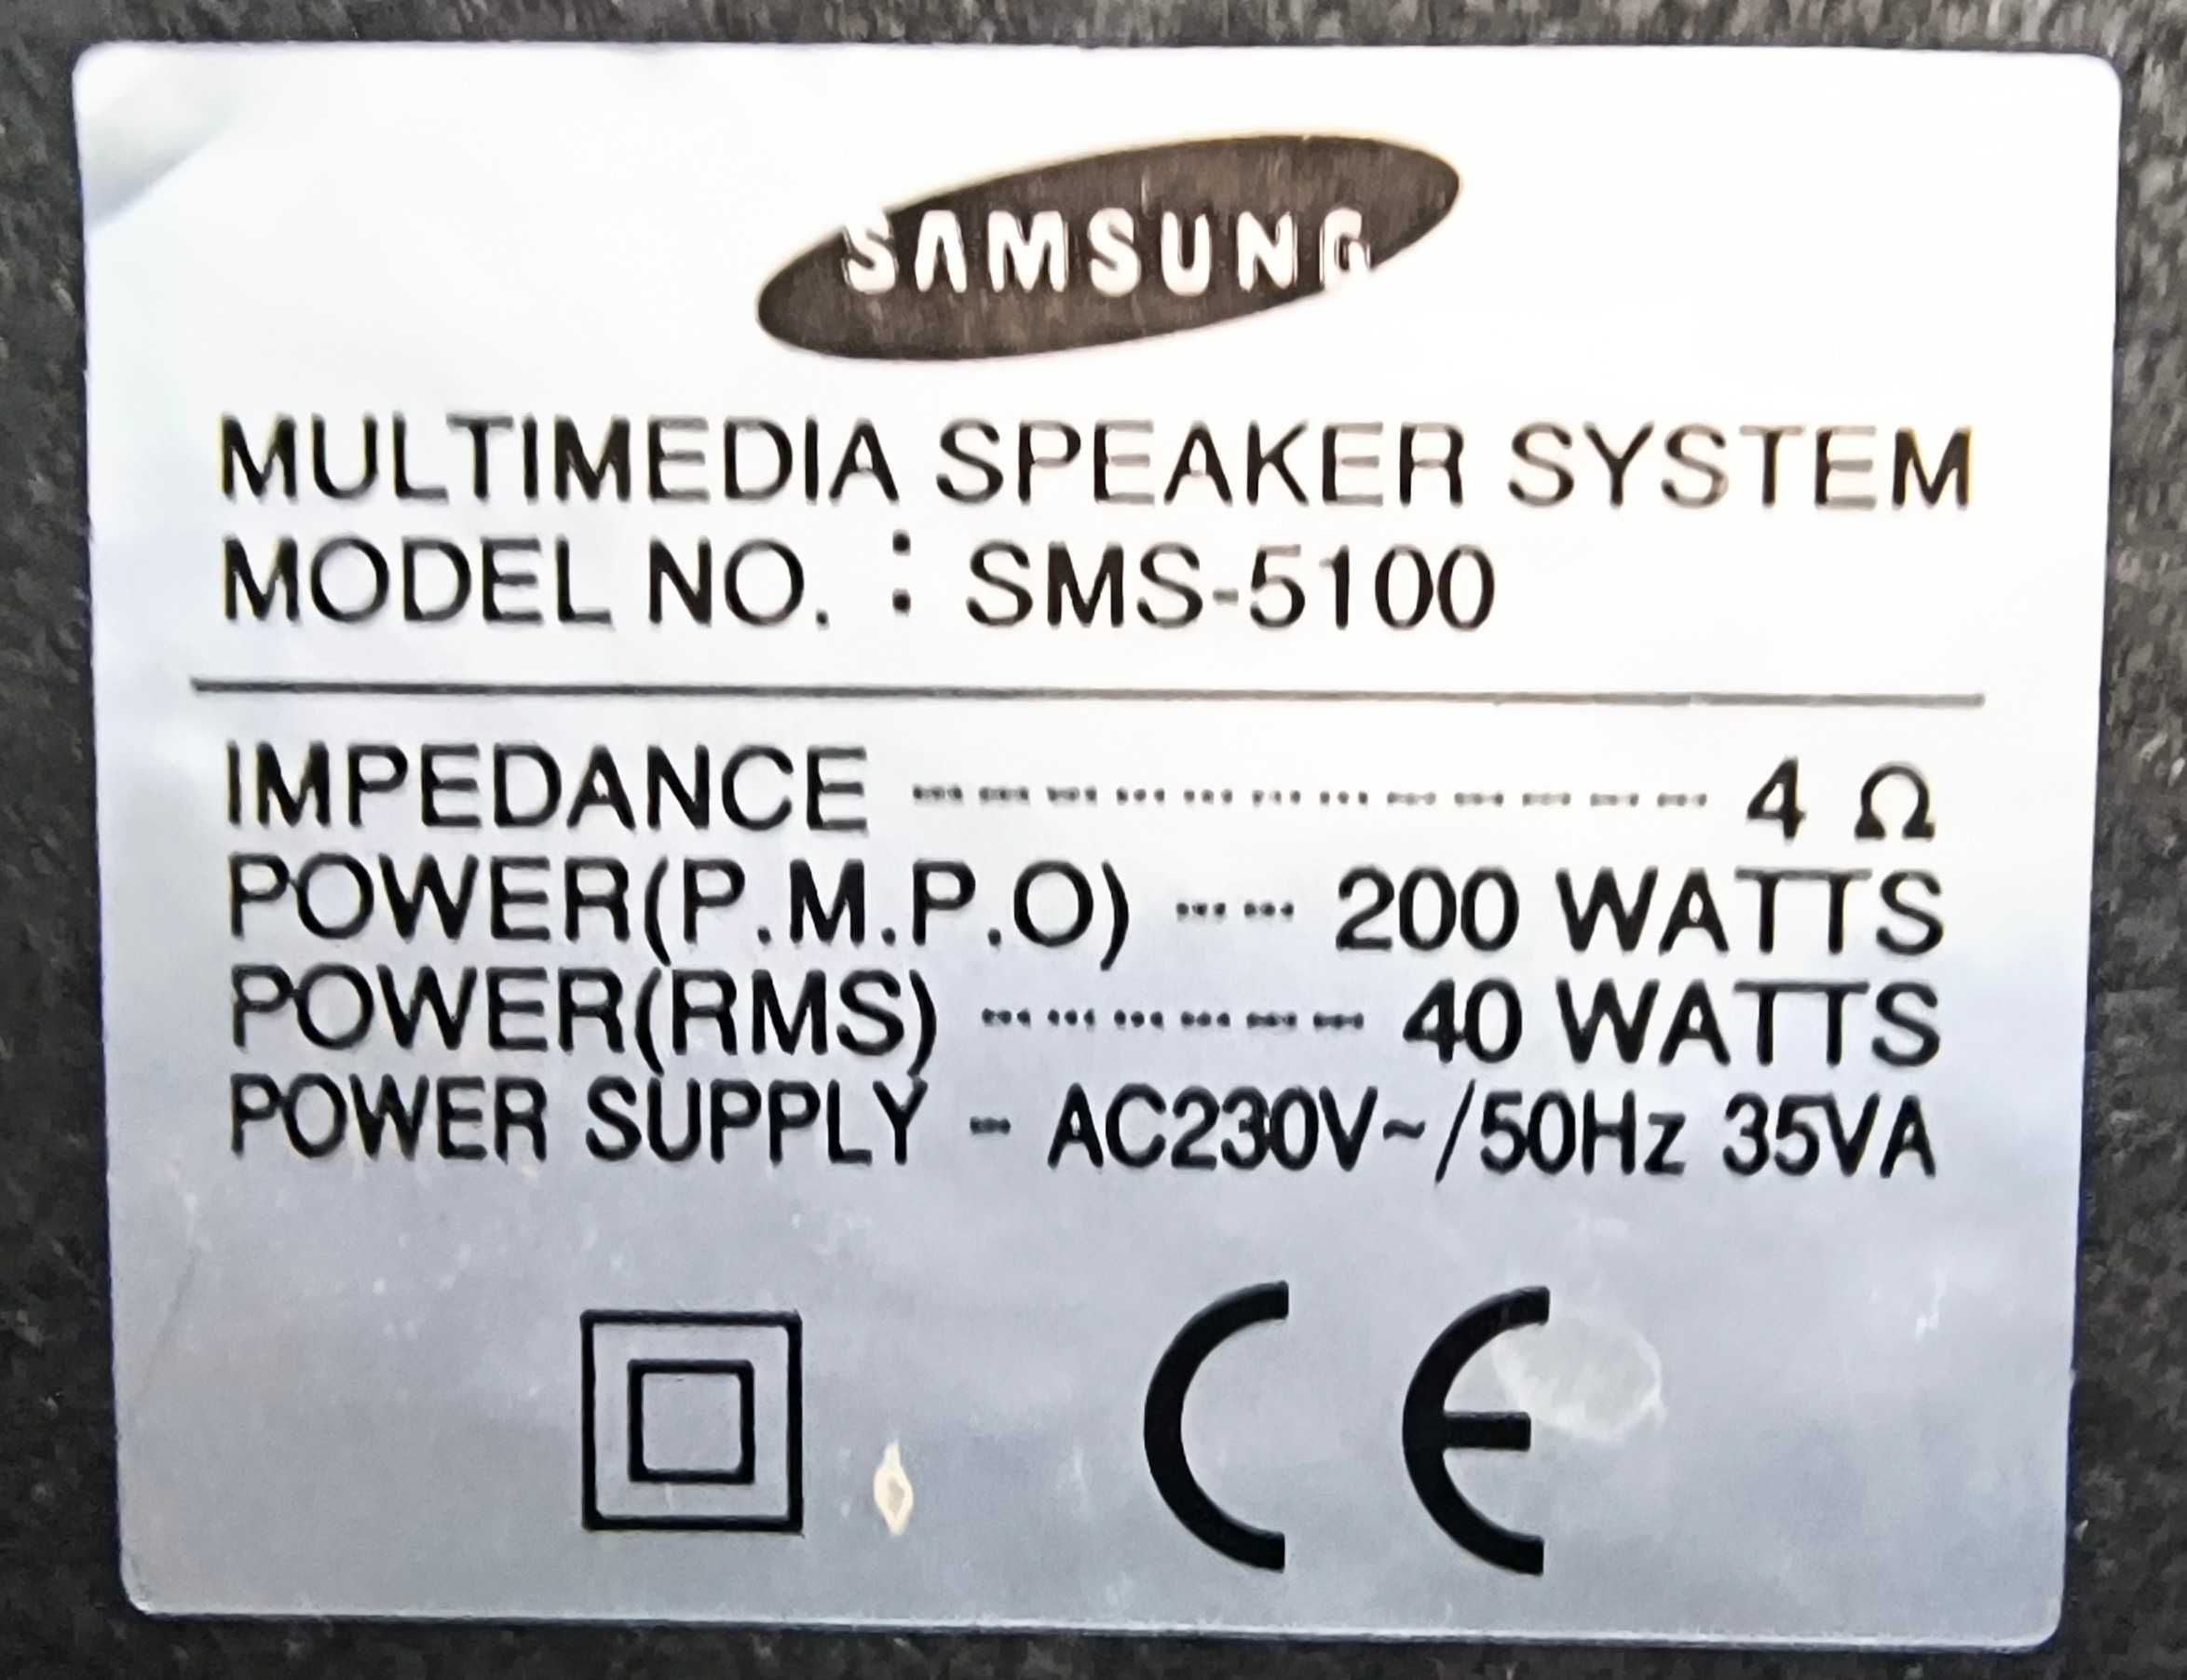 SAMSUNG
MULTIMEDIA SPEAKER SYSTEM
MODEL NO. : SMS-5100
IMPEDANCE ------------ 4 Ω
POWER(P.M.P.O) -- 200 WATTS
POWER(RMS) ------ 40 WATTS
POWER SUPPLY - AC230V~/50Hz 35VA
CE